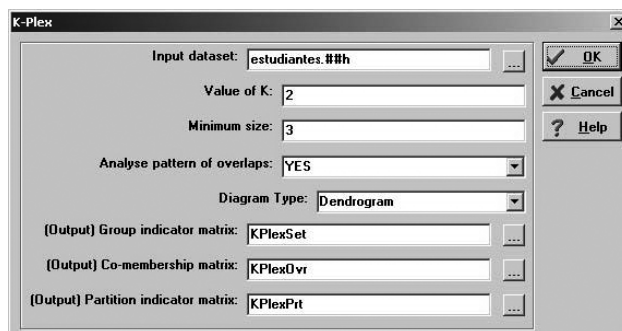 K-Plex
Input dataset: estudiantes.##h ...
OK
Value of K: 2
Cancel
Minimum size: 3
Help
Analyse pattern of overlaps: YES
Diagram Type: Dendrogram
(Output) Group indicator matrix: KPlexSet ...
(Output) Co-membership matrix: KPlexOvr ...
(Output) Partition indicator matrix: KPlexPrt ...